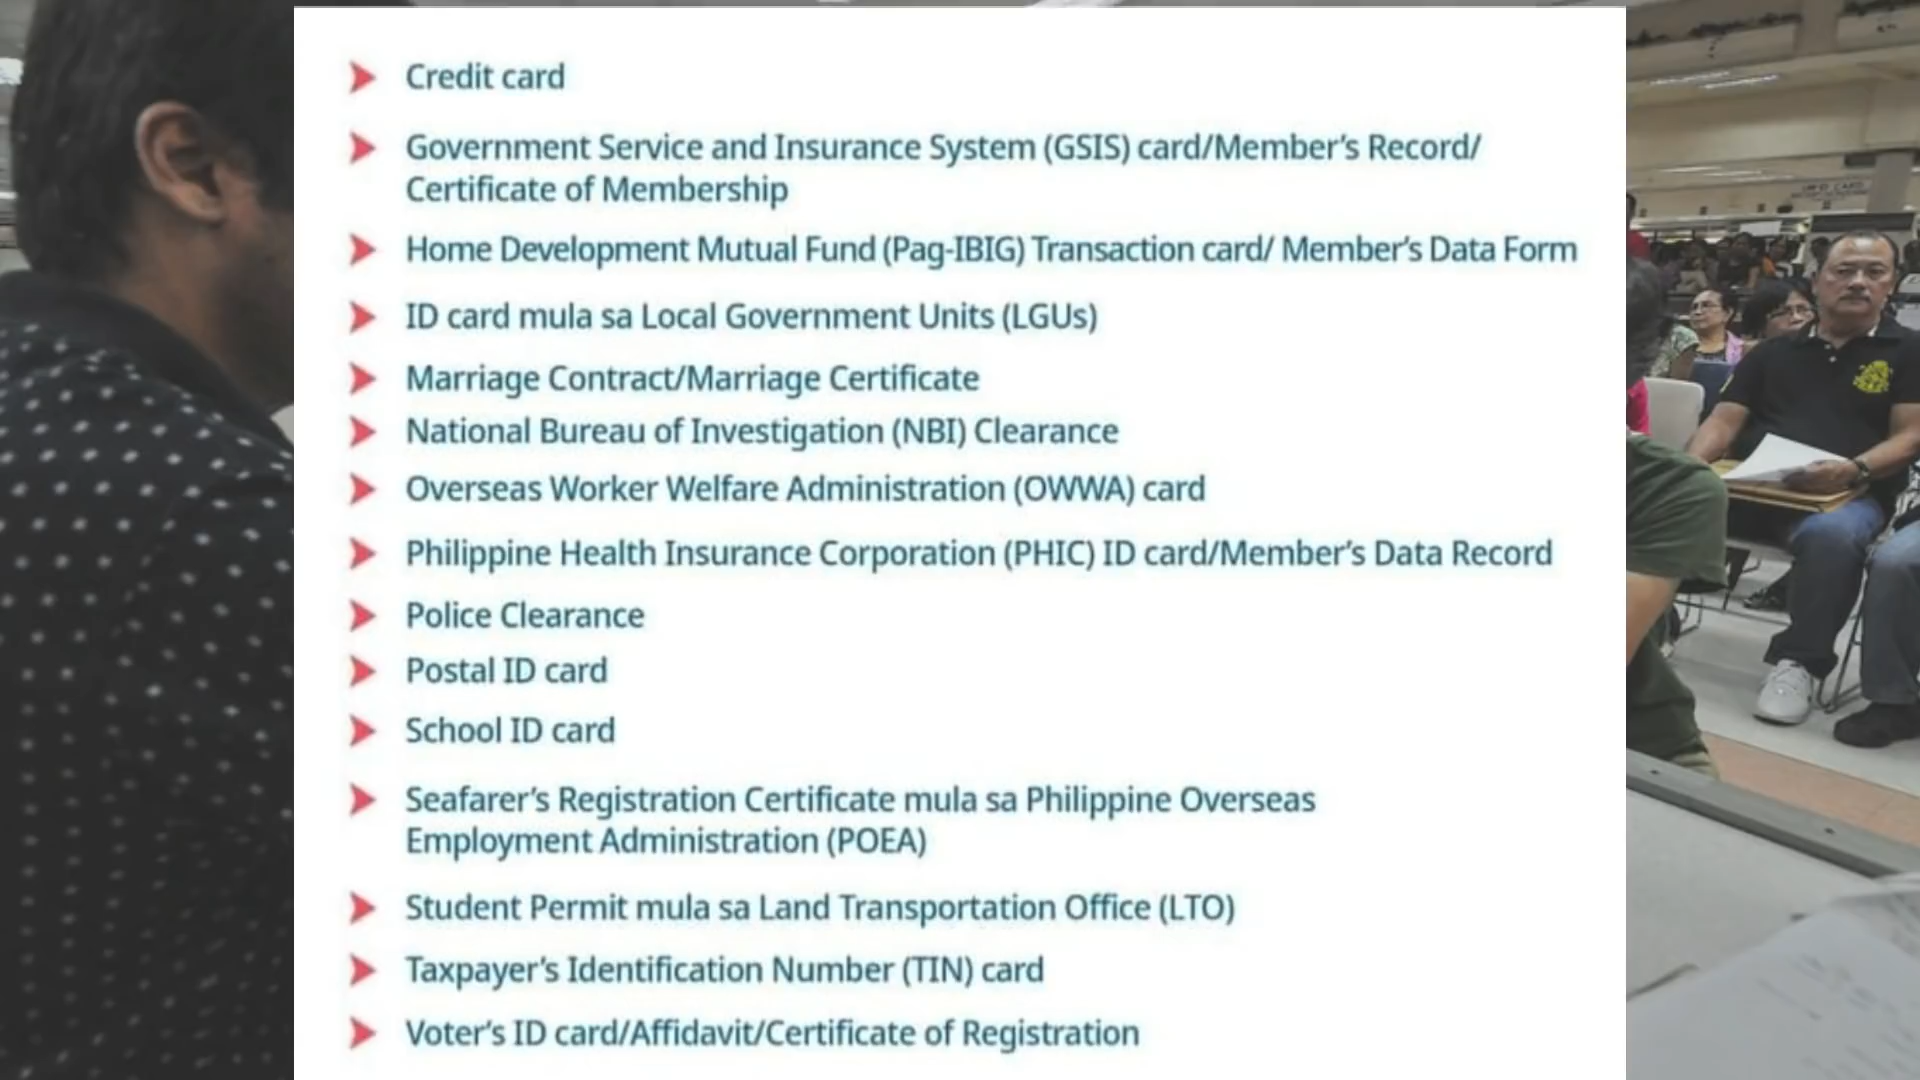 Credit card
Government Service and Insurance System (GSIS) card/Member's Record/
Certificate of Membership
Home Development Mutual Fund (Pag-IBIG) Transaction card/ Member's Data Form
ID card mula sa Local Government Units (LGUs)
Marriage Contract/Marriage Certificate
National Bureau of Investigation (NBI) Clearance
Overseas Worker Welfare Administration (OWWA) card
Philippine Health Insurance Corporation (PHIC) ID card/Member's Data Record
Police Clearance
Postal ID card
School ID card
Seafarer's Registration Certificate mula sa Philippine Overseas
Employment Administration (POEA)
Student Permit mula sa Land Transportation Office (LTO)
Taxpayer's Identification Number (TIN) card
Voter's ID card/Affidavit/Certificate of Registration